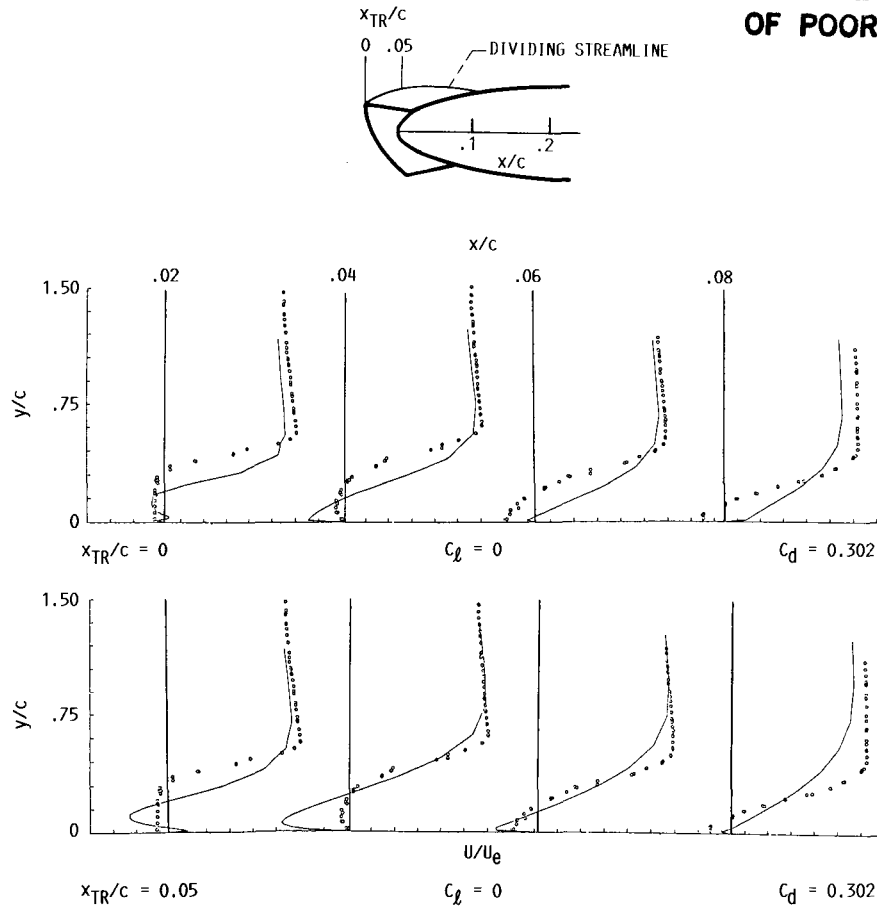 OF POOR
x_TR/c
0 .05
DIVIDING STREAMLINE
.1 .2
x/c
x/c
.02 .04 .06 .08
1.50
y/c
.75
0
x_TR/c = 0 C_ℓ = 0 C_d = 0.302
1.50
y/c
.75
0
U/U_e
x_TR/c = 0.05 C_ℓ = 0 C_d = 0.302